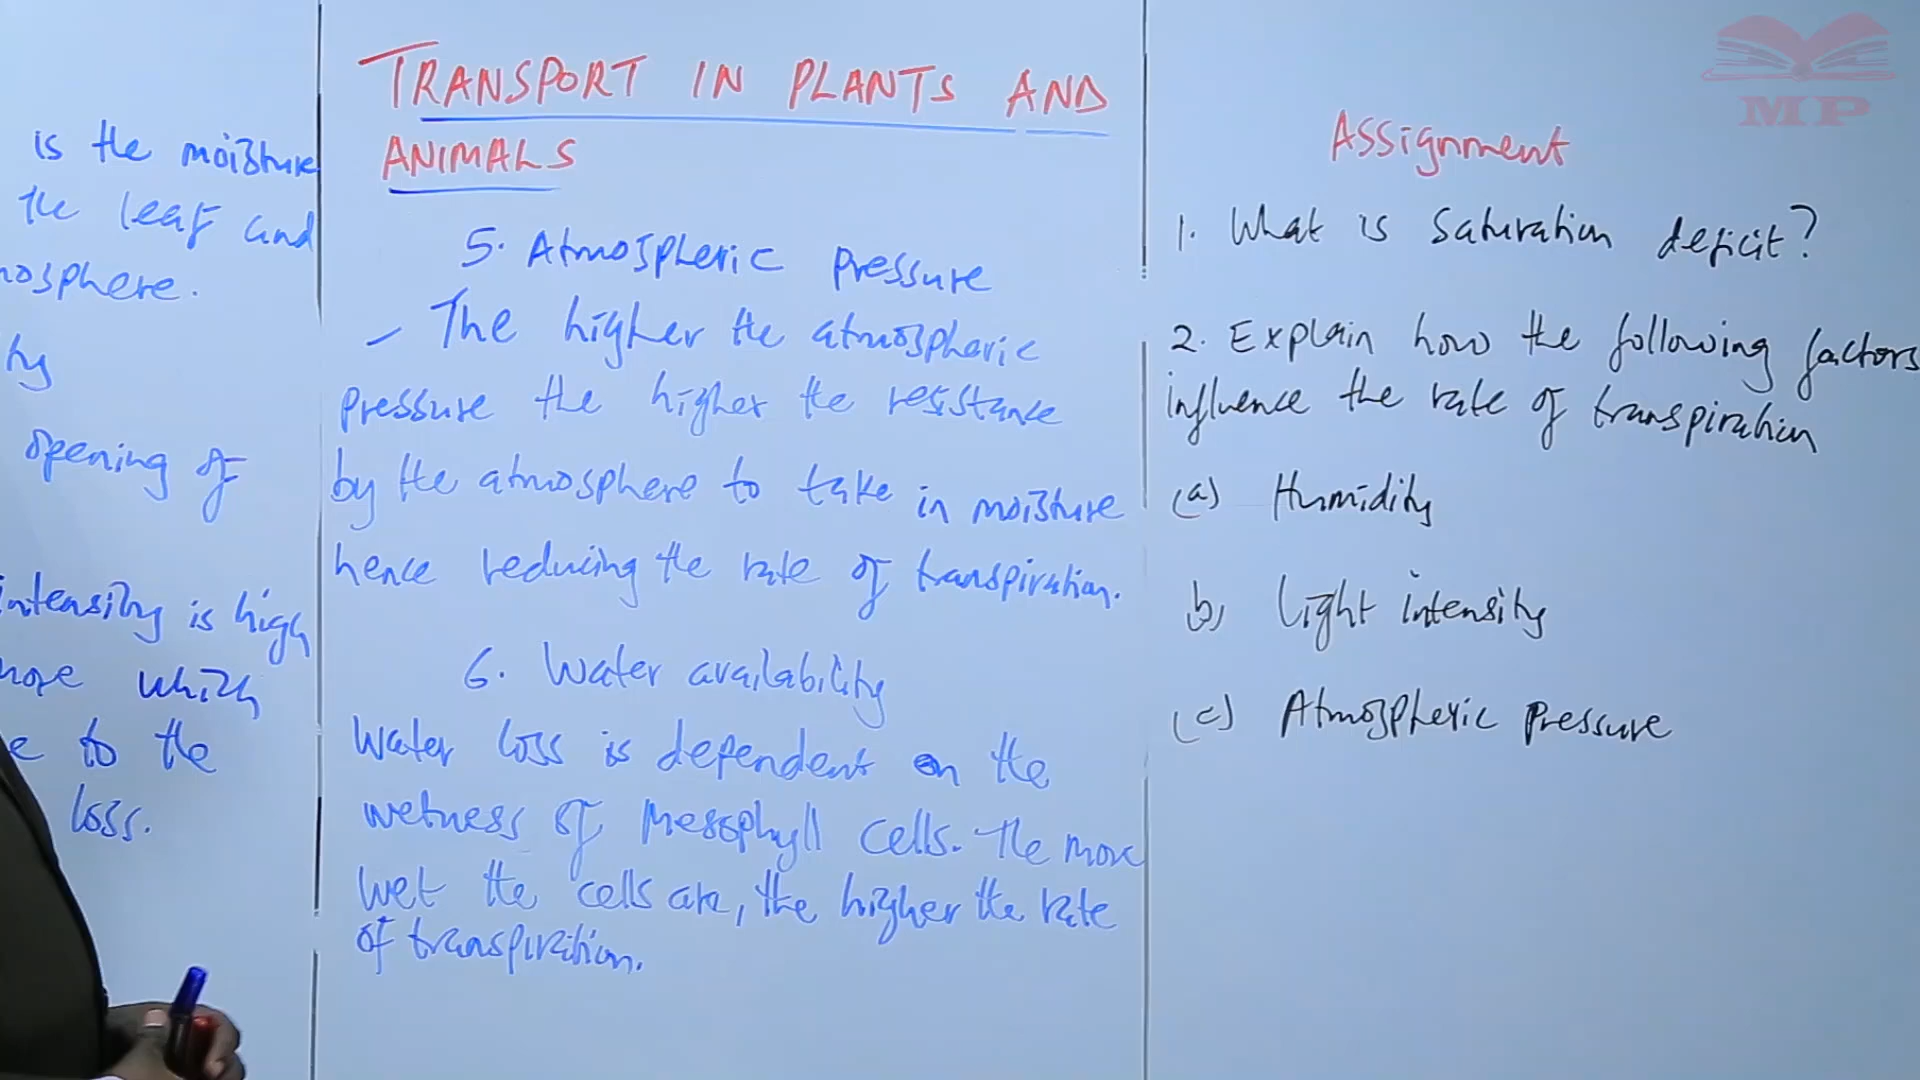 is the moisture
the leaf and
mosphere.
ty
opening of
intensity is high
more which
e to the
loss.
TRANSPORT IN PLANTS AND
ANIMALS
5. Atmospheric pressure
- The higher the atmospheric
pressure the higher the resistance
by the atmosphere to take in moisture
hence reducing the rate of transpiration.
6. Water availability
Water loss is dependent on the
wetness of mesophyll cells. The more
wet the cells are, the higher the rate
of transpiration.
MP
Assignment
1. What is saturation deficit?
2. Explain how the following factors
influence the rate of transpiration
(a) Humidity
b) Light intensity
(c) Atmospheric pressure